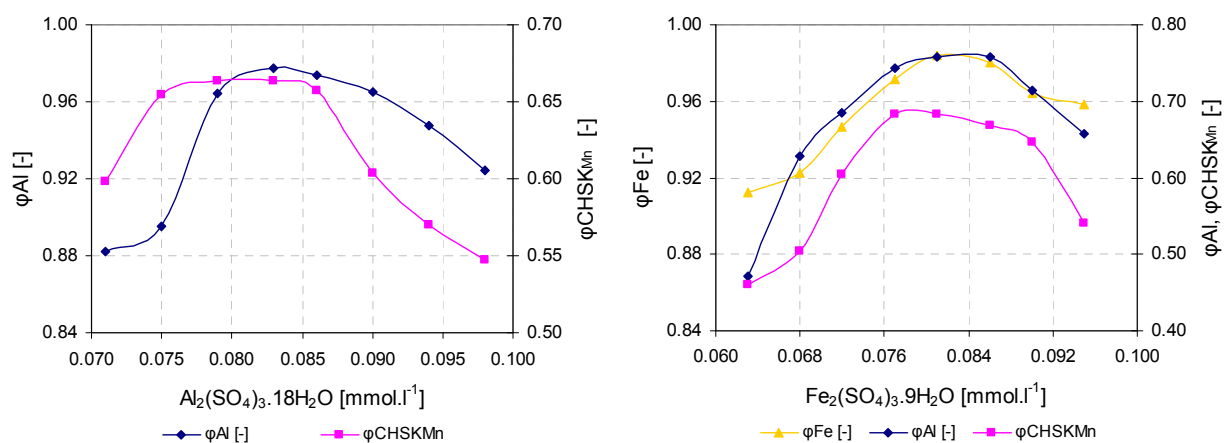 1.00
0.96
0.92
0.88
0.84
φAl [-]
0.70
0.65
0.60
0.55
0.50
φCHSKMn [-]
0.070 0.075 0.080 0.085 0.090 0.095 0.100
Al2(SO4)3.18H2O [mmol.l-1]
φAl [-] φCHSKMn
1.00
0.96
0.92
0.88
0.84
φFe [-]
0.80
0.70
0.60
0.50
0.40
φAl, φCHSKMn [-]
0.060 0.068 0.076 0.084 0.092 0.100
Fe2(SO4)3.9H2O [mmol.l-1]
φFe [-] φAl [-] φCHSKMn